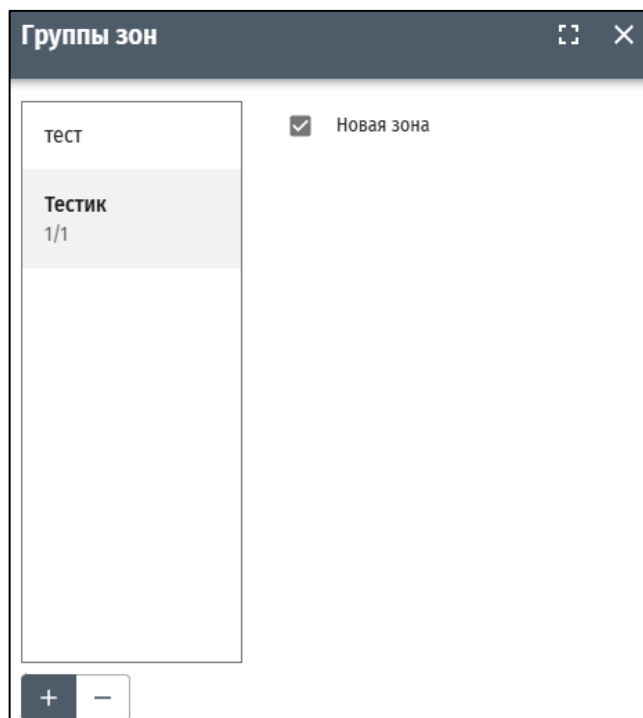 Группы зон
тест
Тестик
1/1
Новая зона